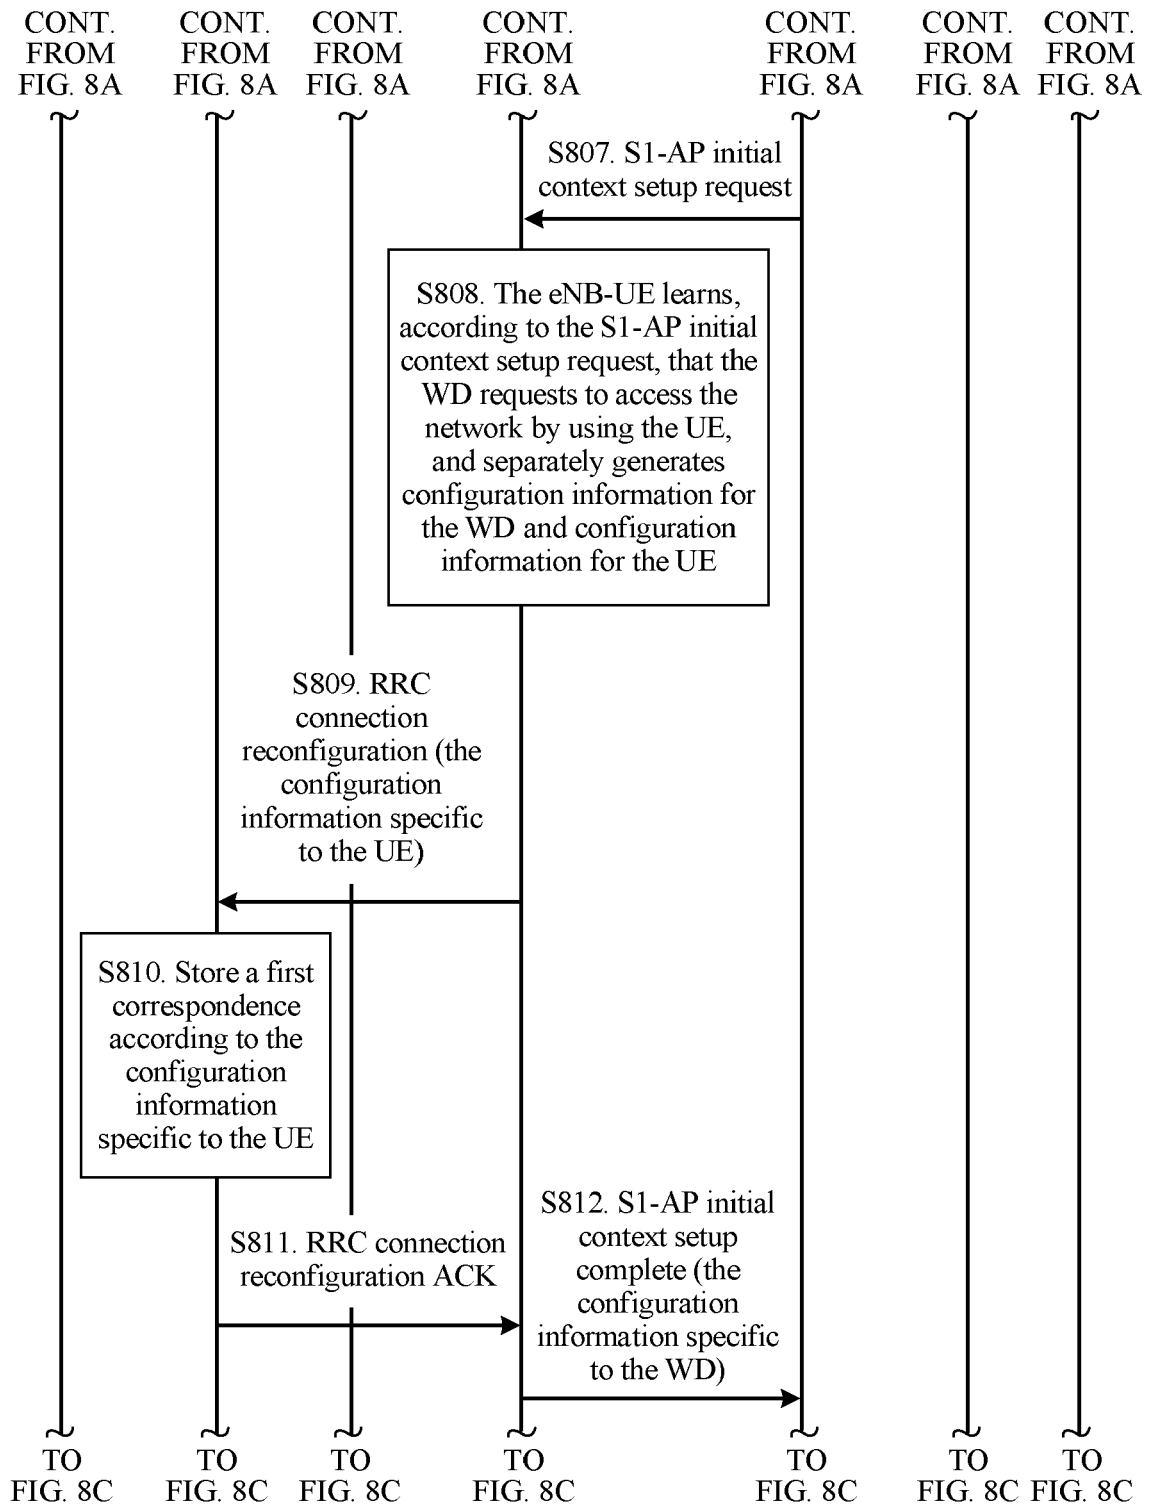 CONT. FROM FIG. 8A
CONT. FROM FIG. 8A
CONT. FROM FIG. 8A
CONT. FROM FIG. 8A
CONT. FROM FIG. 8A
CONT. FROM FIG. 8A
CONT. FROM FIG. 8A
S807. S1-AP initial
context setup request
S808. The eNB-UE learns,
according to the S1-AP initial
context setup request, that the
WD requests to access the
network by using the UE,
and separately generates
configuration information for
the WD and configuration
information for the UE
S809. RRC
connection
reconfiguration (the
configuration
information specific
to the UE)
S810. Store a first
correspondence
according to the
configuration
information
specific to the UE
S811. RRC connection
reconfiguration ACK
S812. S1-AP initial
context setup
complete (the
configuration
information specific
to the WD)
TO FIG. 8C
TO FIG. 8C
TO FIG. 8C
TO FIG. 8C
TO FIG. 8C
TO FIG. 8C
TO FIG. 8C